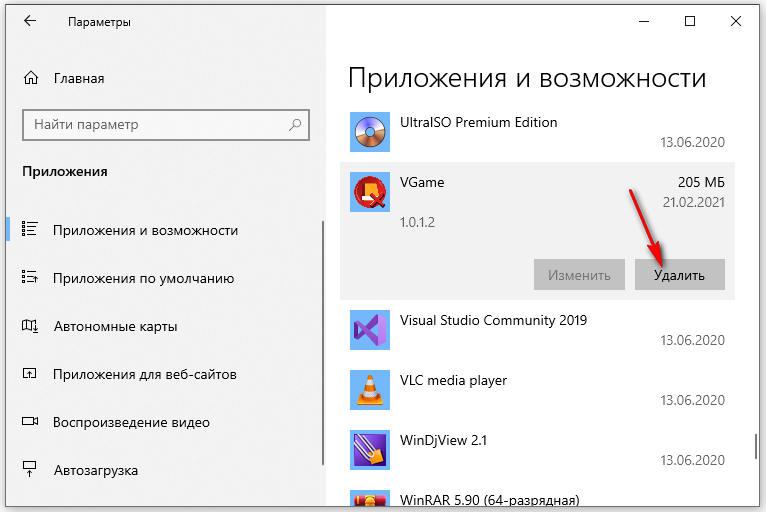 Параметры
Главная
Найти параметр
Приложения
Приложения и возможности
Приложения по умолчанию
Автономные карты
Приложения для веб-сайтов
Воспроизведение видео
Автозагрузка
Приложения и возможности
UltraISO Premium Edition
13.06.2020
VGame
205 МБ
21.02.2021
1.0.1.2
Изменить
Удалить
Visual Studio Community 2019
13.06.2020
VLC media player
13.06.2020
WinDjView 2.1
13.06.2020
WinRAR 5.90 (64-разрядная)